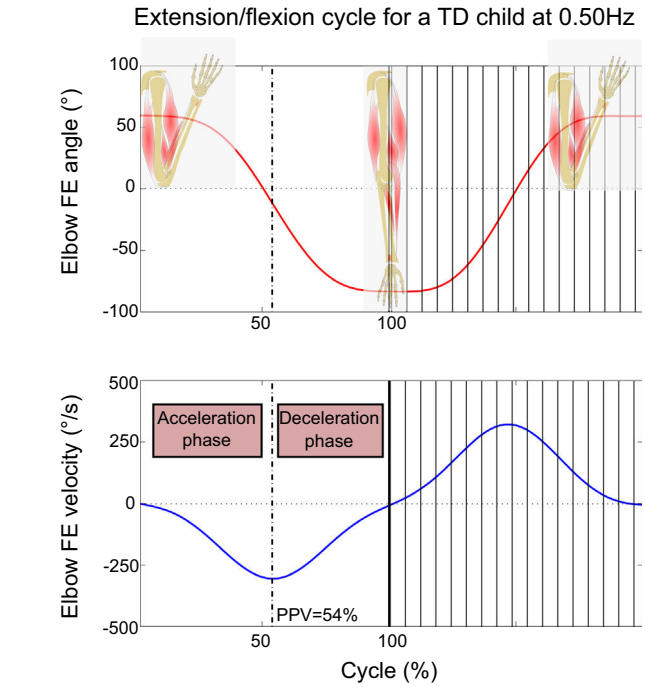 Extension/flexion cycle for a TD child at 0.50Hz
Elbow FE angle (°)
100
50
0
-50
-100
50
100
Elbow FE velocity (°/s)
500
250
0
-250
-500
Acceleration
phase
Deceleration
phase
PPV=54%
50
100
Cycle (%)